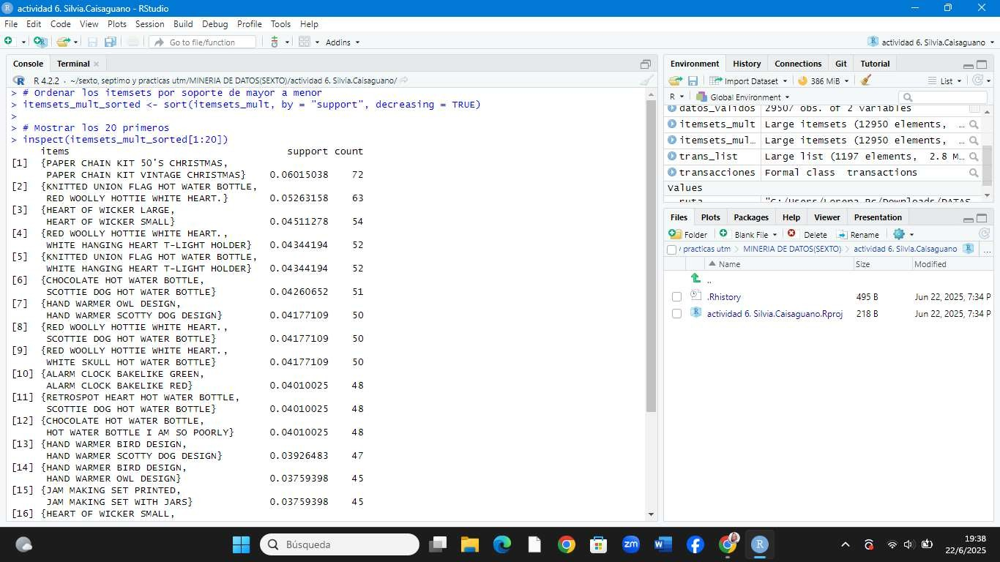 actividad 6. Silvia.Caisaguano - RStudio
File Edit Code View Plots Session Build Debug Profile Tools Help
Go to file/function Addins actividad 6. Silvia.Caisaguano
Console Terminal
R 4.2.2 · ~/sexto, septimo y practicas utm/MINERIA DE DATOS(SEXTO)/actividad 6. Silvia.Caisaguano/
> # Ordenar los itemsets por soporte de mayor a menor
> itemsets_mult_sorted <- sort(itemsets_mult, by = "support", decreasing = TRUE)
>
> # Mostrar los 20 primeros
> inspect(itemsets_mult_sorted[1:20])
items support count
[1] {PAPER CHAIN KIT 50'S CHRISTMAS,
PAPER CHAIN KIT VINTAGE CHRISTMAS} 0.06015038 72
[2] {KNITTED UNION FLAG HOT WATER BOTTLE,
RED WOOLLY HOTTIE WHITE HEART.} 0.05263158 63
[3] {HEART OF WICKER LARGE,
HEART OF WICKER SMALL} 0.04511278 54
[4] {RED WOOLLY HOTTIE WHITE HEART.,
WHITE HANGING HEART T-LIGHT HOLDER} 0.04344194 52
[5] {KNITTED UNION FLAG HOT WATER BOTTLE,
WHITE HANGING HEART T-LIGHT HOLDER} 0.04344194 52
[6] {CHOCOLATE HOT WATER BOTTLE,
SCOTTIE DOG HOT WATER BOTTLE} 0.04260652 51
[7] {HAND WARMER OWL DESIGN,
HAND WARMER SCOTTY DOG DESIGN} 0.04177109 50
[8] {RED WOOLLY HOTTIE WHITE HEART.,
SCOTTIE DOG HOT WATER BOTTLE} 0.04177109 50
[9] {RED WOOLLY HOTTIE WHITE HEART.,
WHITE SKULL HOT WATER BOTTLE} 0.04177109 50
[10] {ALARM CLOCK BAKELIKE GREEN,
ALARM CLOCK BAKELIKE RED} 0.04010025 48
[11] {RETROSPOT HEART HOT WATER BOTTLE,
SCOTTIE DOG HOT WATER BOTTLE} 0.04010025 48
[12] {CHOCOLATE HOT WATER BOTTLE,
HOT WATER BOTTLE I AM SO POORLY} 0.04010025 48
[13] {HAND WARMER BIRD DESIGN,
HAND WARMER SCOTTY DOG DESIGN} 0.03926483 47
[14] {HAND WARMER BIRD DESIGN,
HAND WARMER OWL DESIGN} 0.03759398 45
[15] {JAM MAKING SET PRINTED,
JAM MAKING SET WITH JARS} 0.03759398 45
[16] {HEART OF WICKER SMALL,
Environment History Connections Git Tutorial
Import Dataset 386 MiB List
R Global Environment
datos_validos 29507 obs. of 2 variables
itemsets_mult Large itemsets (12950 elements, ...
itemsets_mul... Large itemsets (12950 elements, ...
trans_list Large list (1197 elements, 2.8 M...
transacciones Formal class transactions
Values
ruta "C:/Users/Lorena Pc/Downloads/DATAS
Files Plots Packages Help Viewer Presentation
Folder Blank File Delete Rename
/ practicas utm MINERIA DE DATOS(SEXTO) actividad 6. Silvia.Caisaguano ...
Name Size Modified
..
.Rhistory 495 B Jun 22, 2025, 7:34 P
actividad 6. Silvia.Caisaguano.Rproj 218 B Jun 22, 2025, 7:34 P
Búsqueda
zm
19:38
22/6/2025